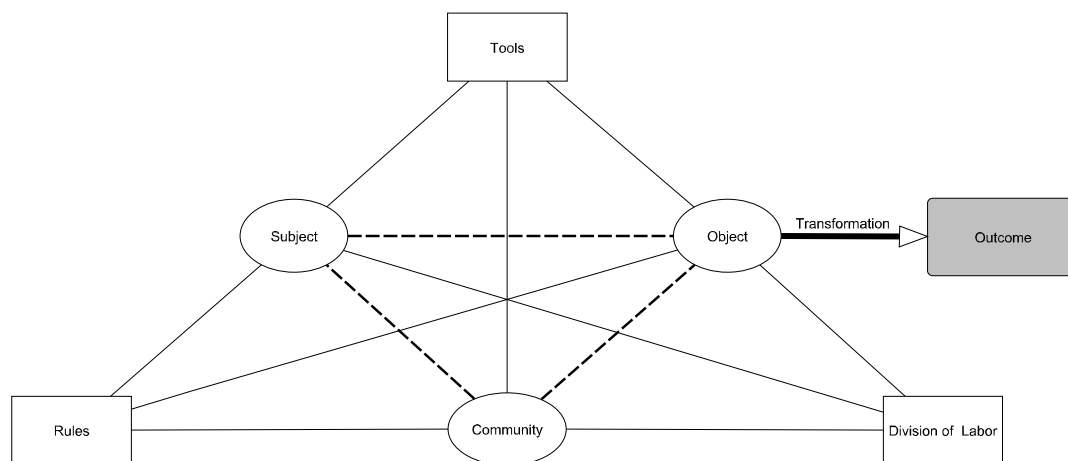 Tools
Subject
Object
Transformation
Outcome
Rules
Community
Division of Labor